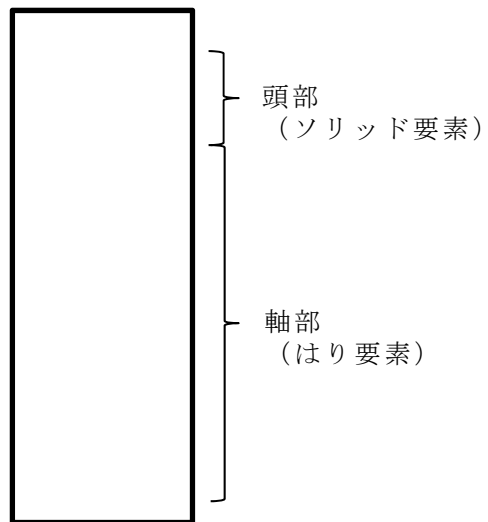 頭部
（ソリッド要素）
軸部
（はり要素）